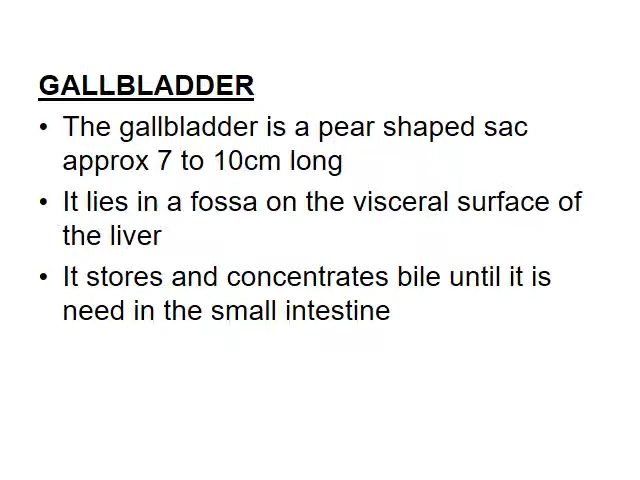 GALLBLADDER
• The gallbladder is a pear shaped sac
approx 7 to 10cm long
• It lies in a fossa on the visceral surface of
the liver
• It stores and concentrates bile until it is
need in the small intestine